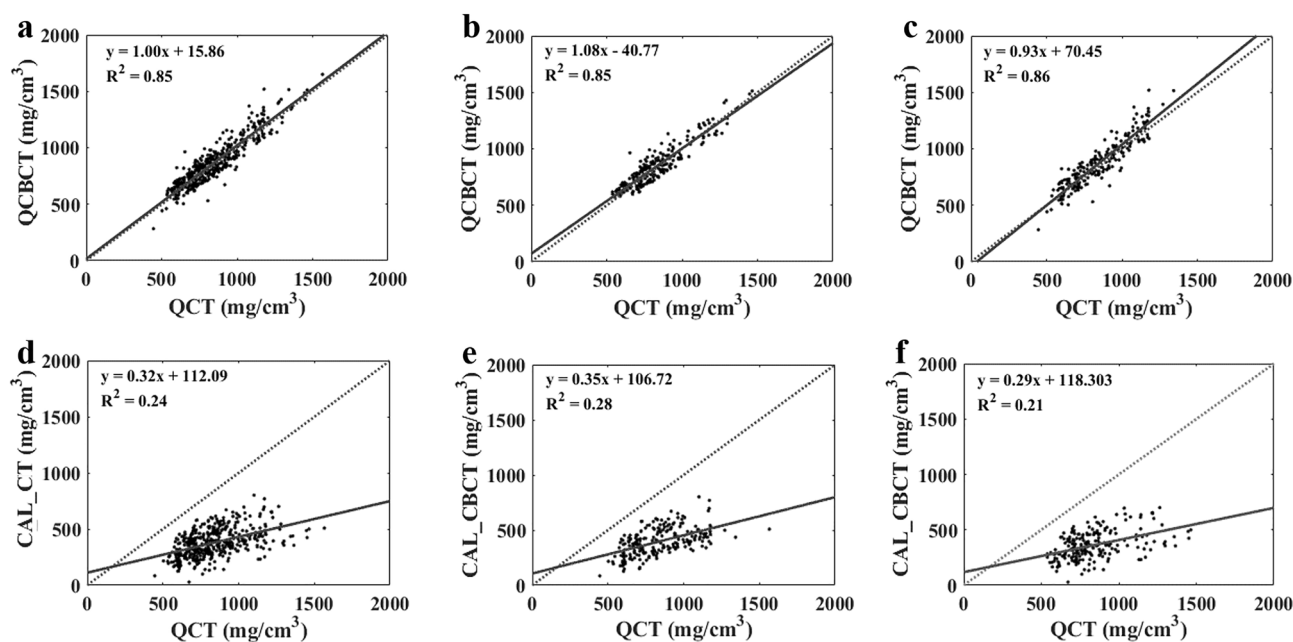 a
y = 1.00x + 15.86
R² = 0.85
2000
1500
1000
500
0
QCBCT (mg/cm³)
0 500 1000 1500 2000
QCT (mg/cm³)
b
y = 1.08x - 40.77
R² = 0.85
2000
1500
1000
500
0
QCBCT (mg/cm³)
0 500 1000 1500 2000
QCT (mg/cm³)
c
y = 0.93x + 70.45
R² = 0.86
2000
1500
1000
500
0
QCBCT (mg/cm³)
0 500 1000 1500 2000
QCT (mg/cm³)
d
y = 0.32x + 112.09
R² = 0.24
2000
1500
1000
500
0
CAL_CT (mg/cm³)
0 500 1000 1500 2000
QCT (mg/cm³)
e
y = 0.35x + 106.72
R² = 0.28
2000
1500
1000
500
0
CAL_CBCT (mg/cm³)
0 500 1000 1500 2000
QCT (mg/cm³)
f
y = 0.29x + 118.303
R² = 0.21
2000
1500
1000
500
0
CAL_CBCT (mg/cm³)
0 500 1000 1500 2000
QCT (mg/cm³)